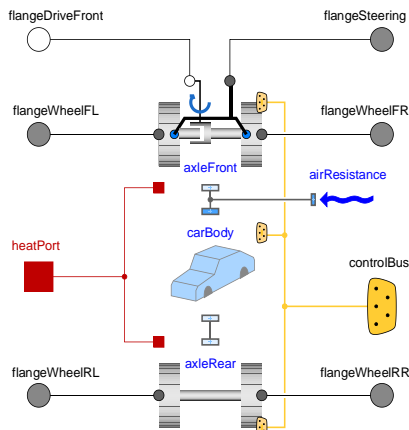 flangeDriveFront
flangeSteering
flangeWheelFL
flangeWheelFR
axleFront
airResistance
carBody
heatPort
controlBus
axleRear
flangeWheelRL
flangeWheelRR